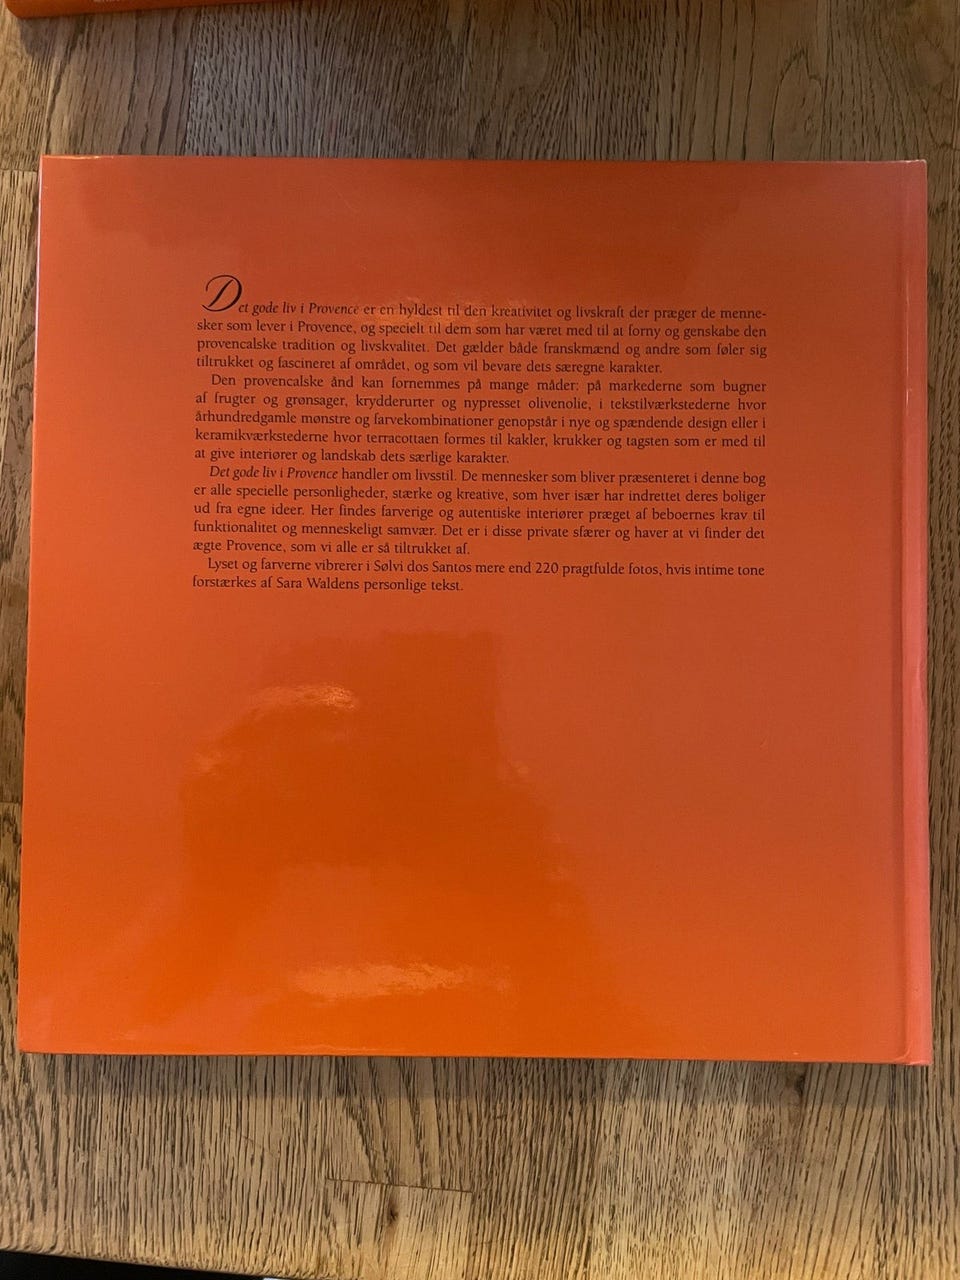 Det gode liv i Provence er en hyldest til den kreativitet og livskraft der præger de menne-
sker som lever i Provence, og specielt til dem som har været med til at forny og genskabe den
provencalske tradition og livskvalitet. Det gælder både franskmænd og andre som føler sig
tiltrukket og fascineret af området, og som vil bevare dets særegne karakter.
Den provencalske ånd kan fornemmes på mange måder: på markederne som bugner
af frugter og grønsager, krydderurter og nypresset olivenolie, i tekstilværkstederne hvor
århundredgamle mønstre og farvekombinationer genopstår i nye og spændende design eller i
keramikværkstederne hvor terracottaen formes til kakler, krukker og tagsten som er med til
at give interiører og landskab dets særlige karakter.
Det gode liv i Provence handler om livsstil. De mennesker som bliver præsenteret i denne bog
er alle specielle personligheder, stærke og kreative, som hver især har indrettet deres boliger
ud fra egne ideer. Her findes farverige og autentiske interiører præget af beboernes krav til
funktionalitet og menneskeligt samvær. Det er i disse private sfærer og haver at vi finder det
ægte Provence, som vi alle er så tiltrukket af.
Lyset og farverne vibrerer i Sølvi dos Santos mere end 220 pragtfulde fotos, hvis intime tone
forstærkes af Sara Waldens personlige tekst.